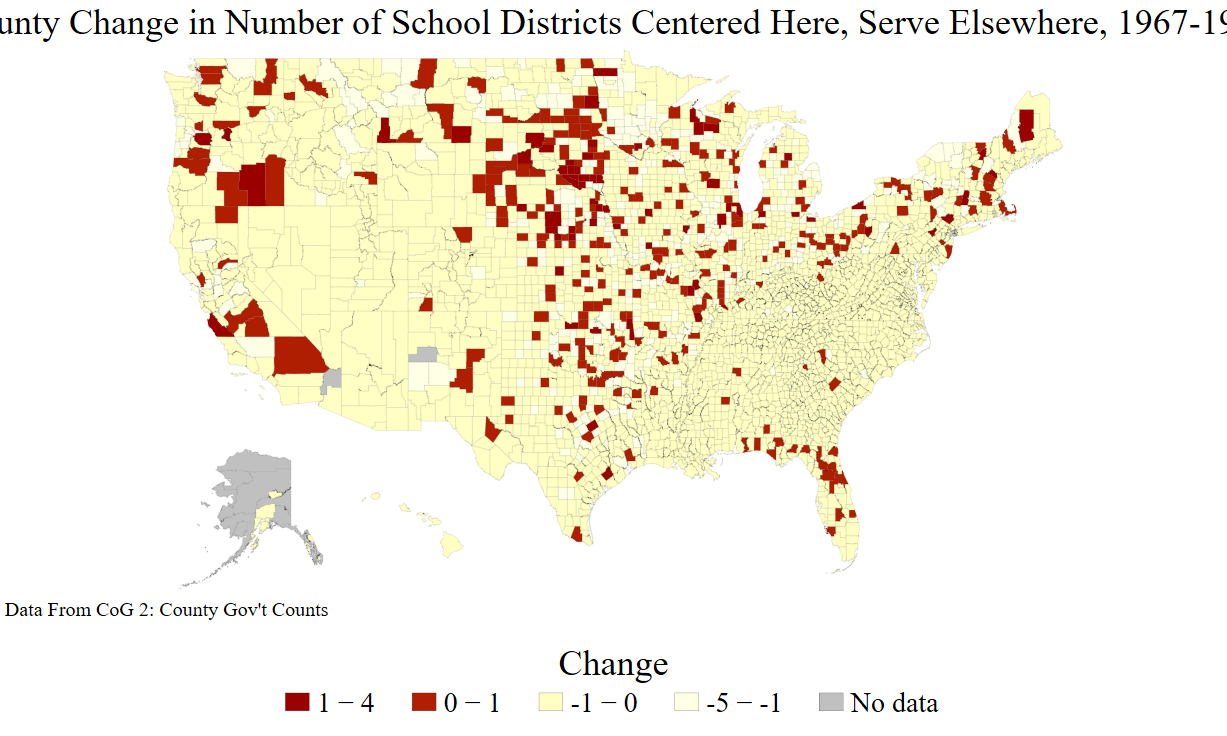 unty Change in Number of School Districts Centered Here, Serve Elsewhere, 1967-19
Data From CoG 2: County Gov't Counts
Change
1 − 4
0 − 1
-1 − 0
-5 − -1
No data